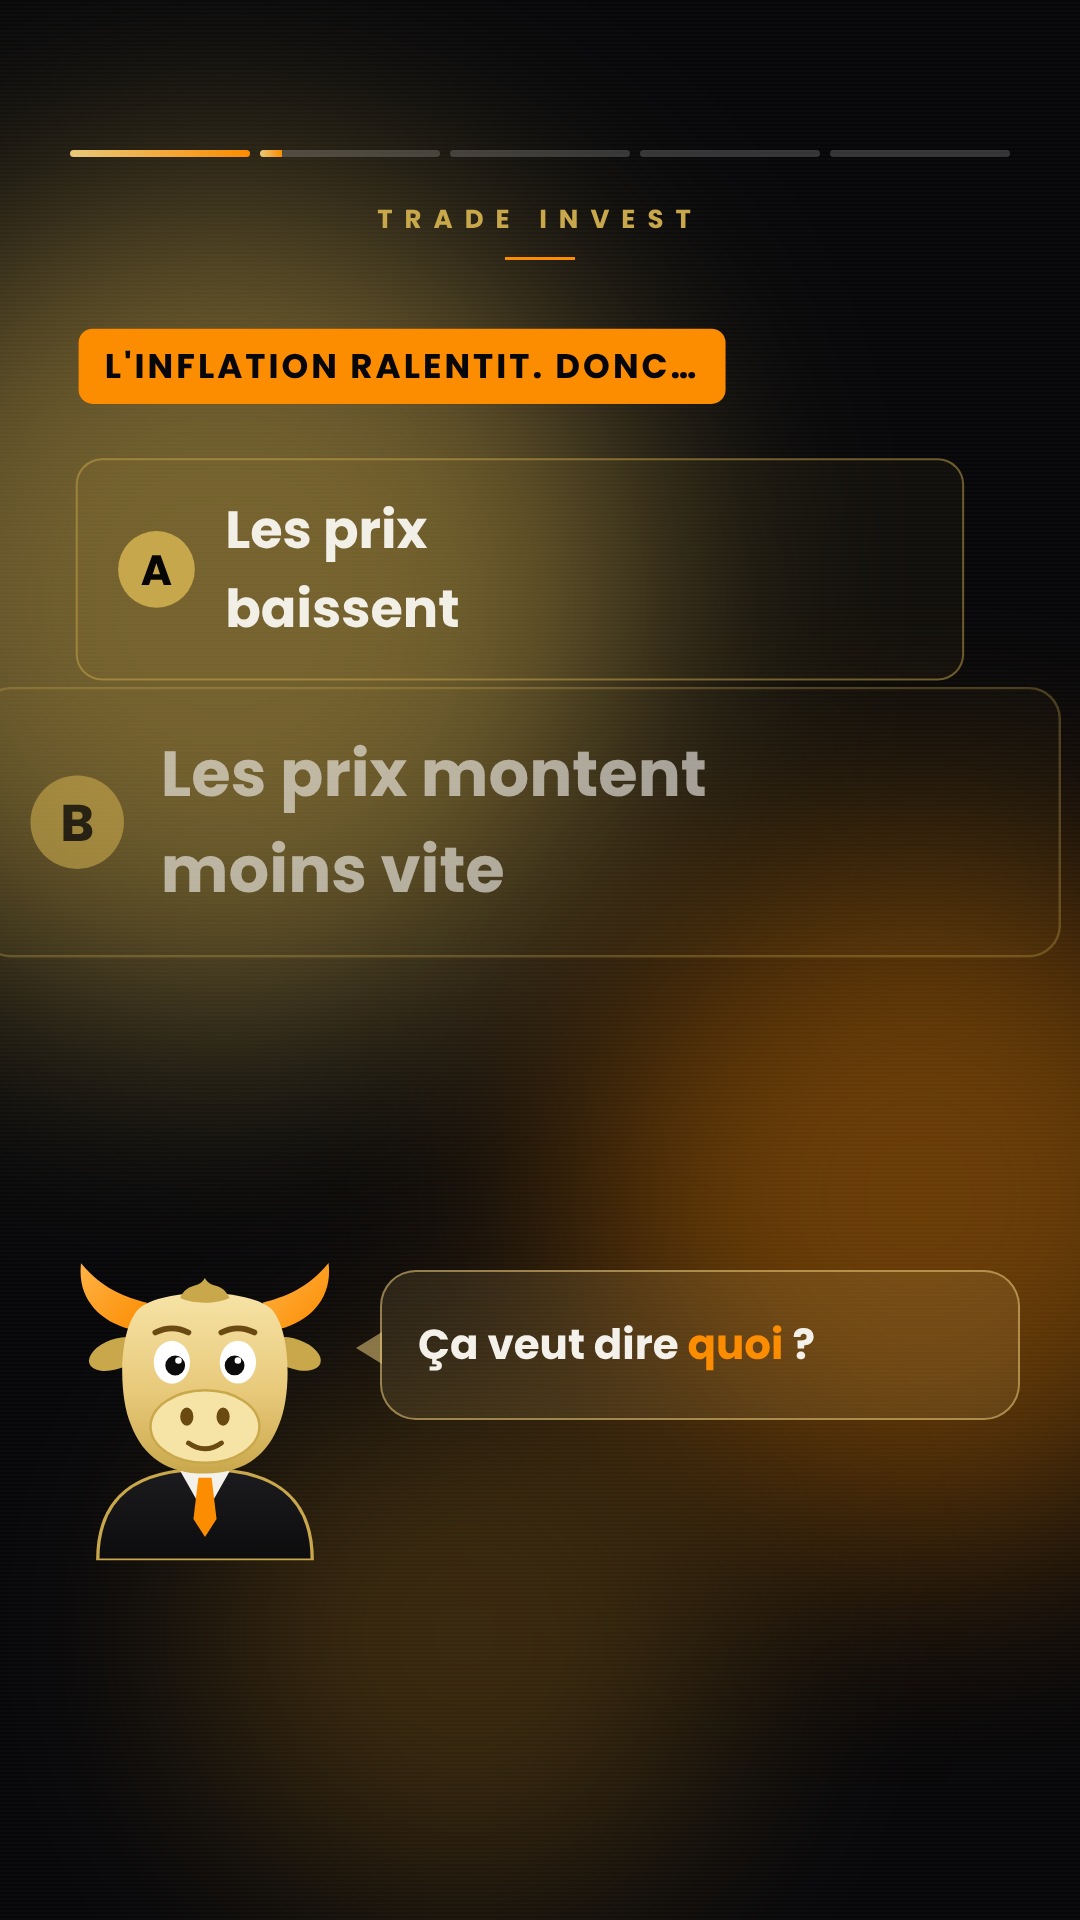 TRADE INVEST
L'INFLATION RALENTIT. DONC…
A
Les prix
baissent
B
Les prix montent
moins vite
Ça veut dire quoi ?